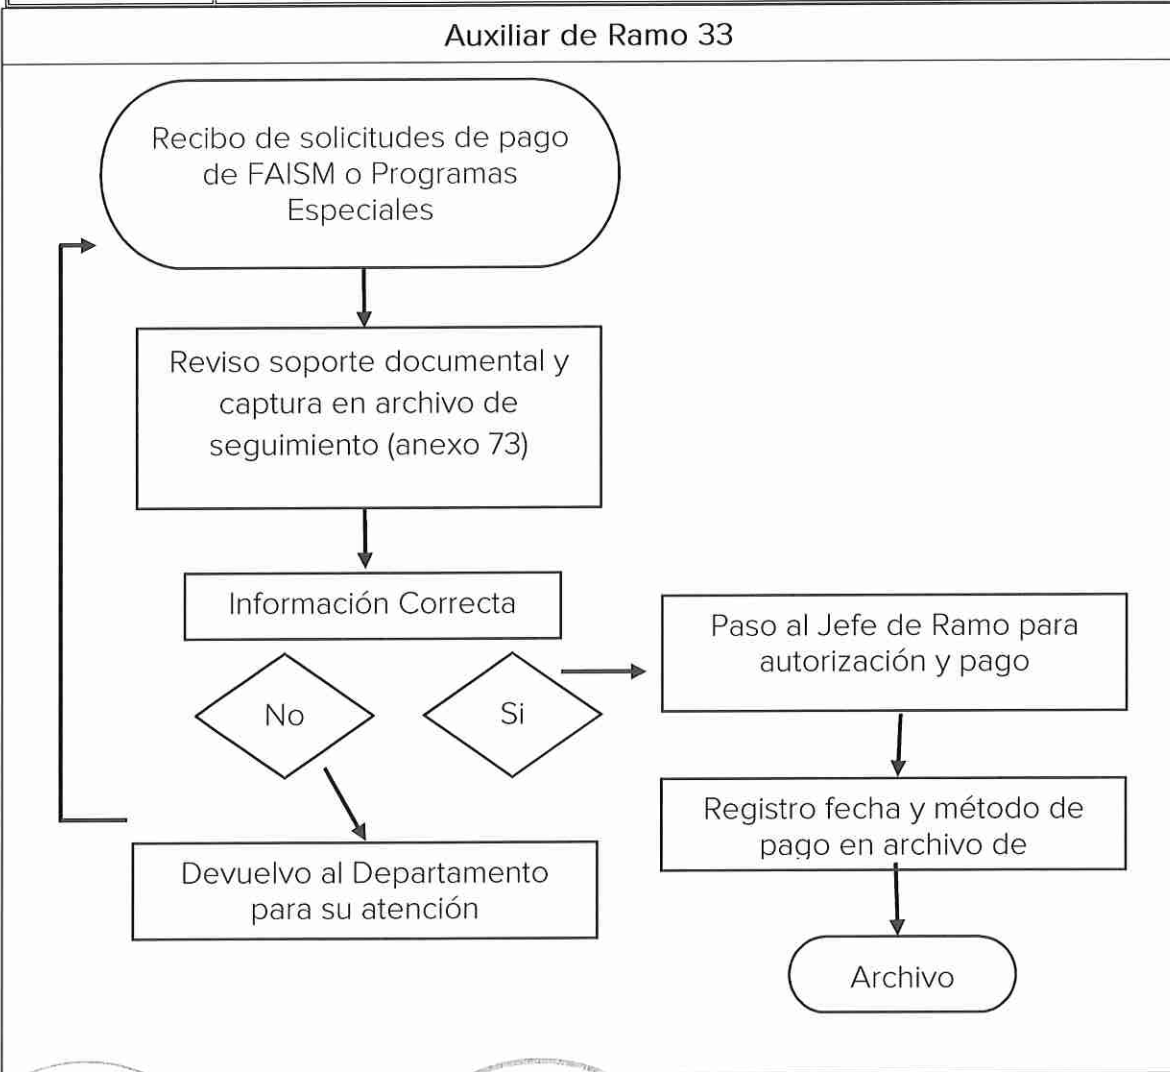 Auxiliar de Ramo 33
Recibo de solicitudes de pago
de FAISM o Programas
Especiales
Reviso soporte documental y
captura en archivo de
seguimiento (anexo 73)
Información Correcta
No
Si
Devuelvo al Departamento
para su atención
Paso al Jefe de Ramo para
autorización y pago
Registro fecha y método de
pago en archivo de
Archivo